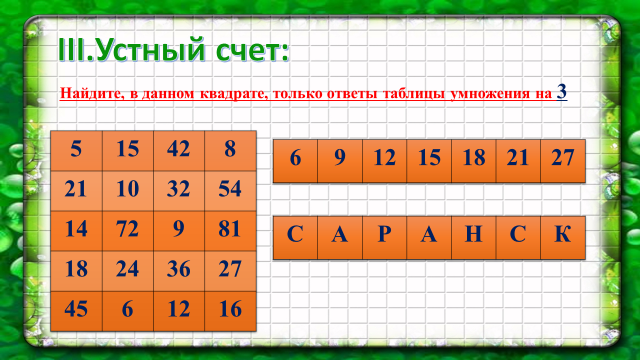 III.Устный счет:
Найдите, в данном квадрате, только ответы таблицы умножения на 3
5 15 42 8
21 10 32 54
14 72 9 81
18 24 36 27
45 6 12 16
6 9 12 15 18 21 27
С А Р А Н С К